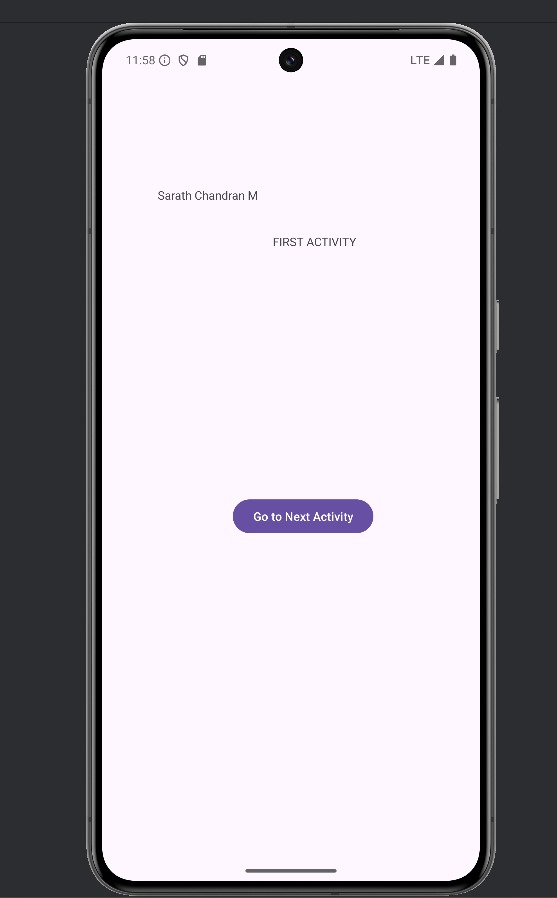 11:58 LTE
Sarath Chandran M
FIRST ACTIVITY
Go to Next Activity